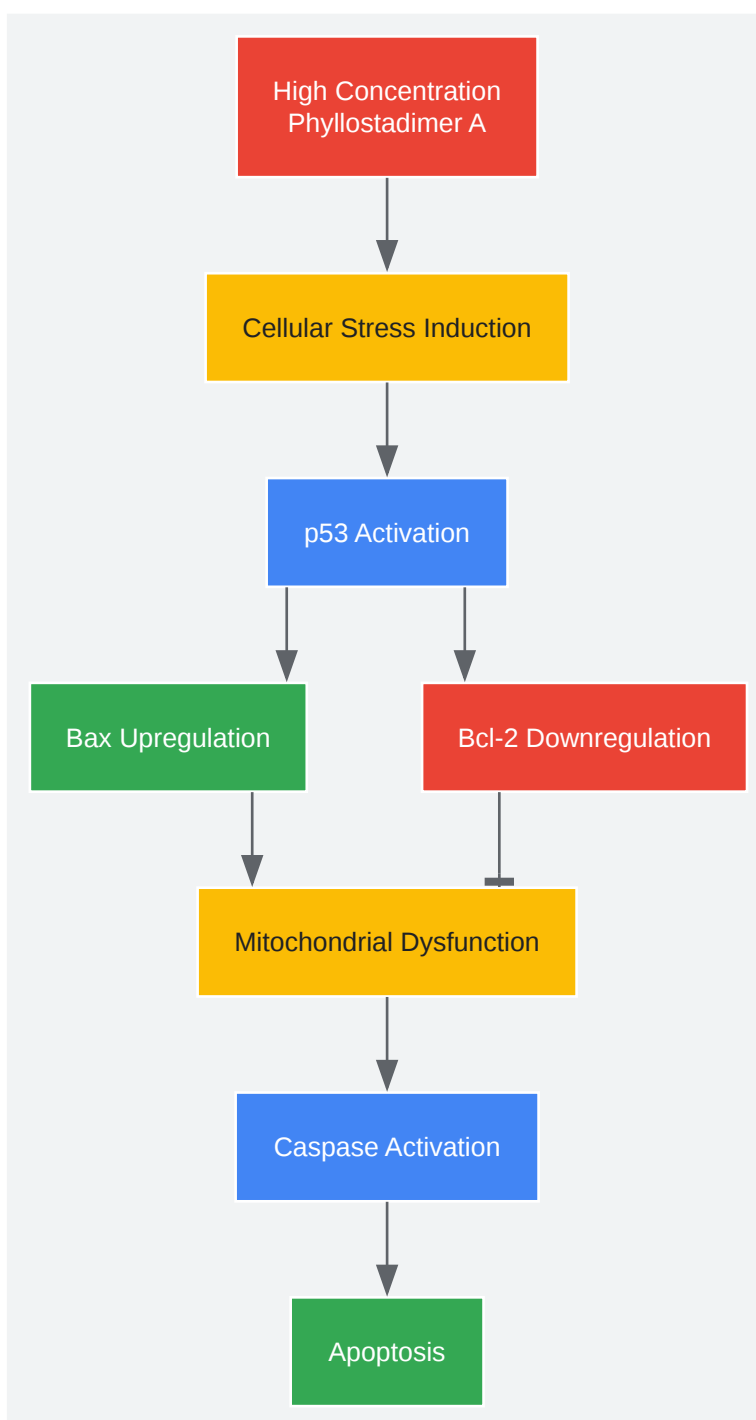 High Concentration
Phyllostadimer A
Cellular Stress Induction
p53 Activation
Bax Upregulation
Bcl-2 Downregulation
Mitochondrial Dysfunction
Caspase Activation
Apoptosis